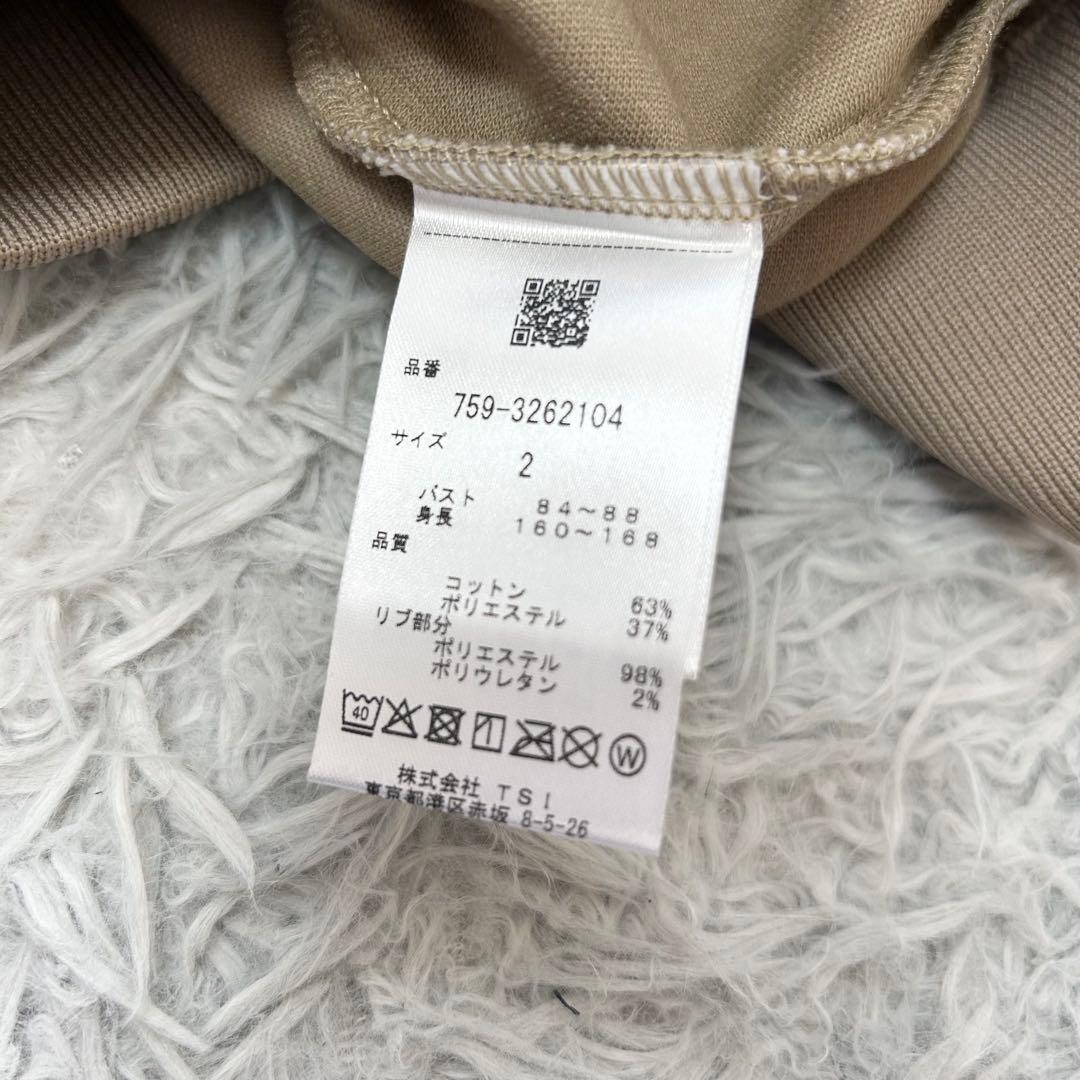 品番
759-3262104
サイズ
2
バスト 84～88
身長 160～168
品質
コットン 63%
ポリエステル 37%
リブ部分
ポリエステル 98%
ポリウレタン 2%
40 W
株式会社 TSI
東京都港区赤坂 8-5-26